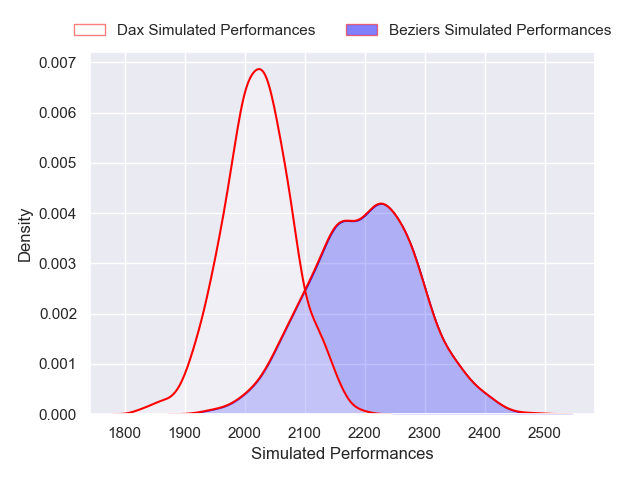 Dax Simulated Performances
Beziers Simulated Performances
0.007
0.006
0.005
0.004
0.003
0.002
0.001
0.000
Density
1800 1900 2000 2100 2200 2300 2400 2500
Simulated Performances